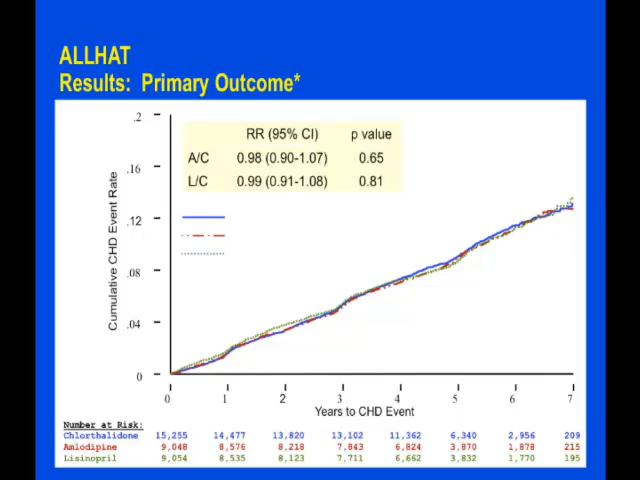 ALLHAT
Results: Primary Outcome*
.2
RR (95% CI) p value
A/C 0.98 (0.90-1.07) 0.65
L/C 0.99 (0.91-1.08) 0.81
.16
.12
.08
.04
0
Cumulative CHD Event Rate
0 1 2 3 4 5 6 7
Years to CHD Event
Number at Risk:
Chlorthalidone 15,255 14,477 13,820 13,102 11,362 6,340 2,956 209
Amlodipine 9,048 8,576 8,218 7,843 6,824 3,870 1,878 215
Lisinopril 9,054 8,535 8,123 7,711 6,662 3,832 1,770 195